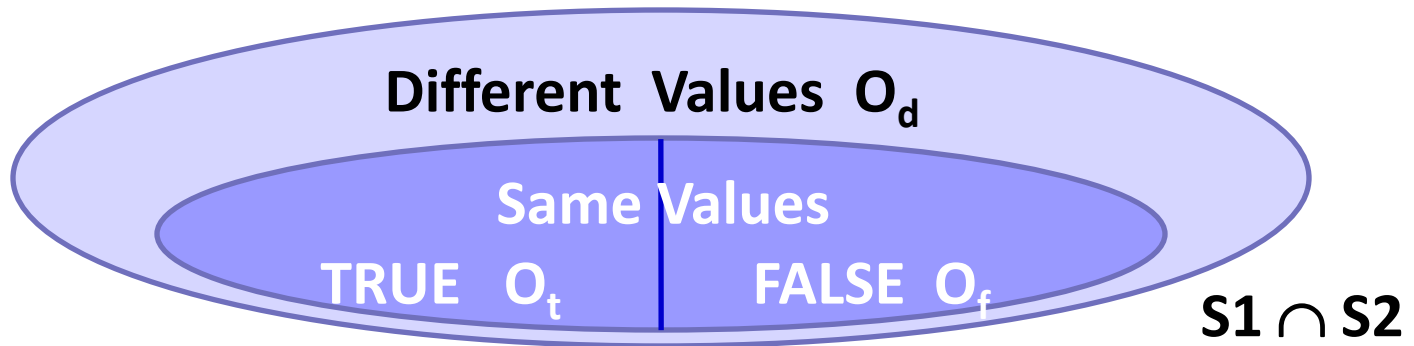 Different Values Od
Same Values
TRUE Ot FALSE Of
S1 ∩ S2